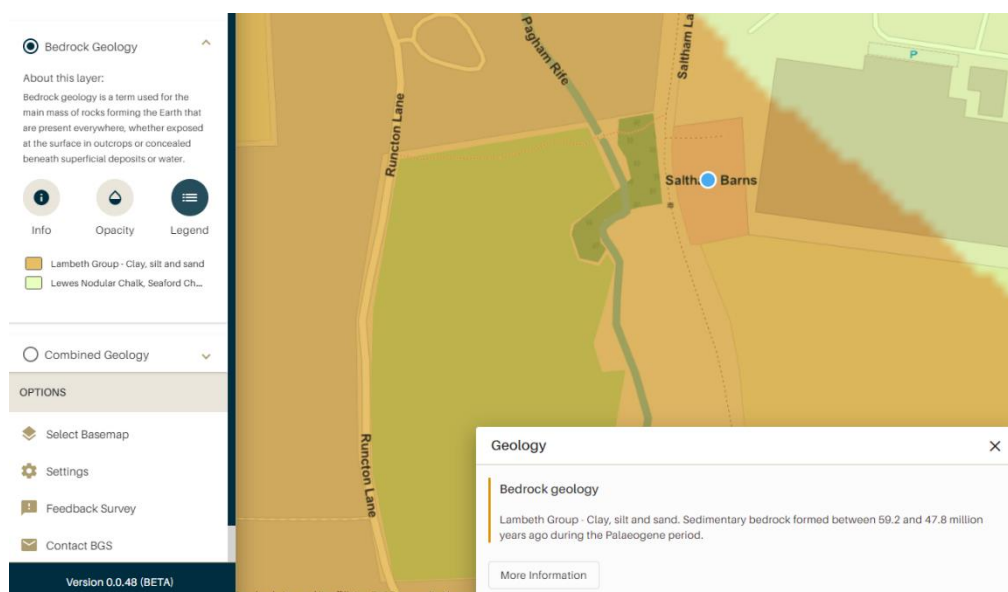 Bedrock Geology
About this layer:
Bedrock geology is a term used for the
main mass of rocks forming the Earth that
are present everywhere, whether exposed
at the surface in outcrops or concealed
beneath superficial deposits or water.
Info
Opacity
Legend
Lambeth Group - Clay, silt and sand
Lewes Nodular Chalk, Seaford Ch...
Combined Geology
OPTIONS
Select Basemap
Settings
Feedback Survey
Contact BGS
Version 0.0.48 (BETA)
Runcton Lane
Pagham Rife
Saltham La
P
Salth Barns
Runcton Lane
Geology
Bedrock geology
Lambeth Group - Clay, silt and sand. Sedimentary bedrock formed between 59.2 and 47.8 million
years ago during the Palaeogene period.
More Information